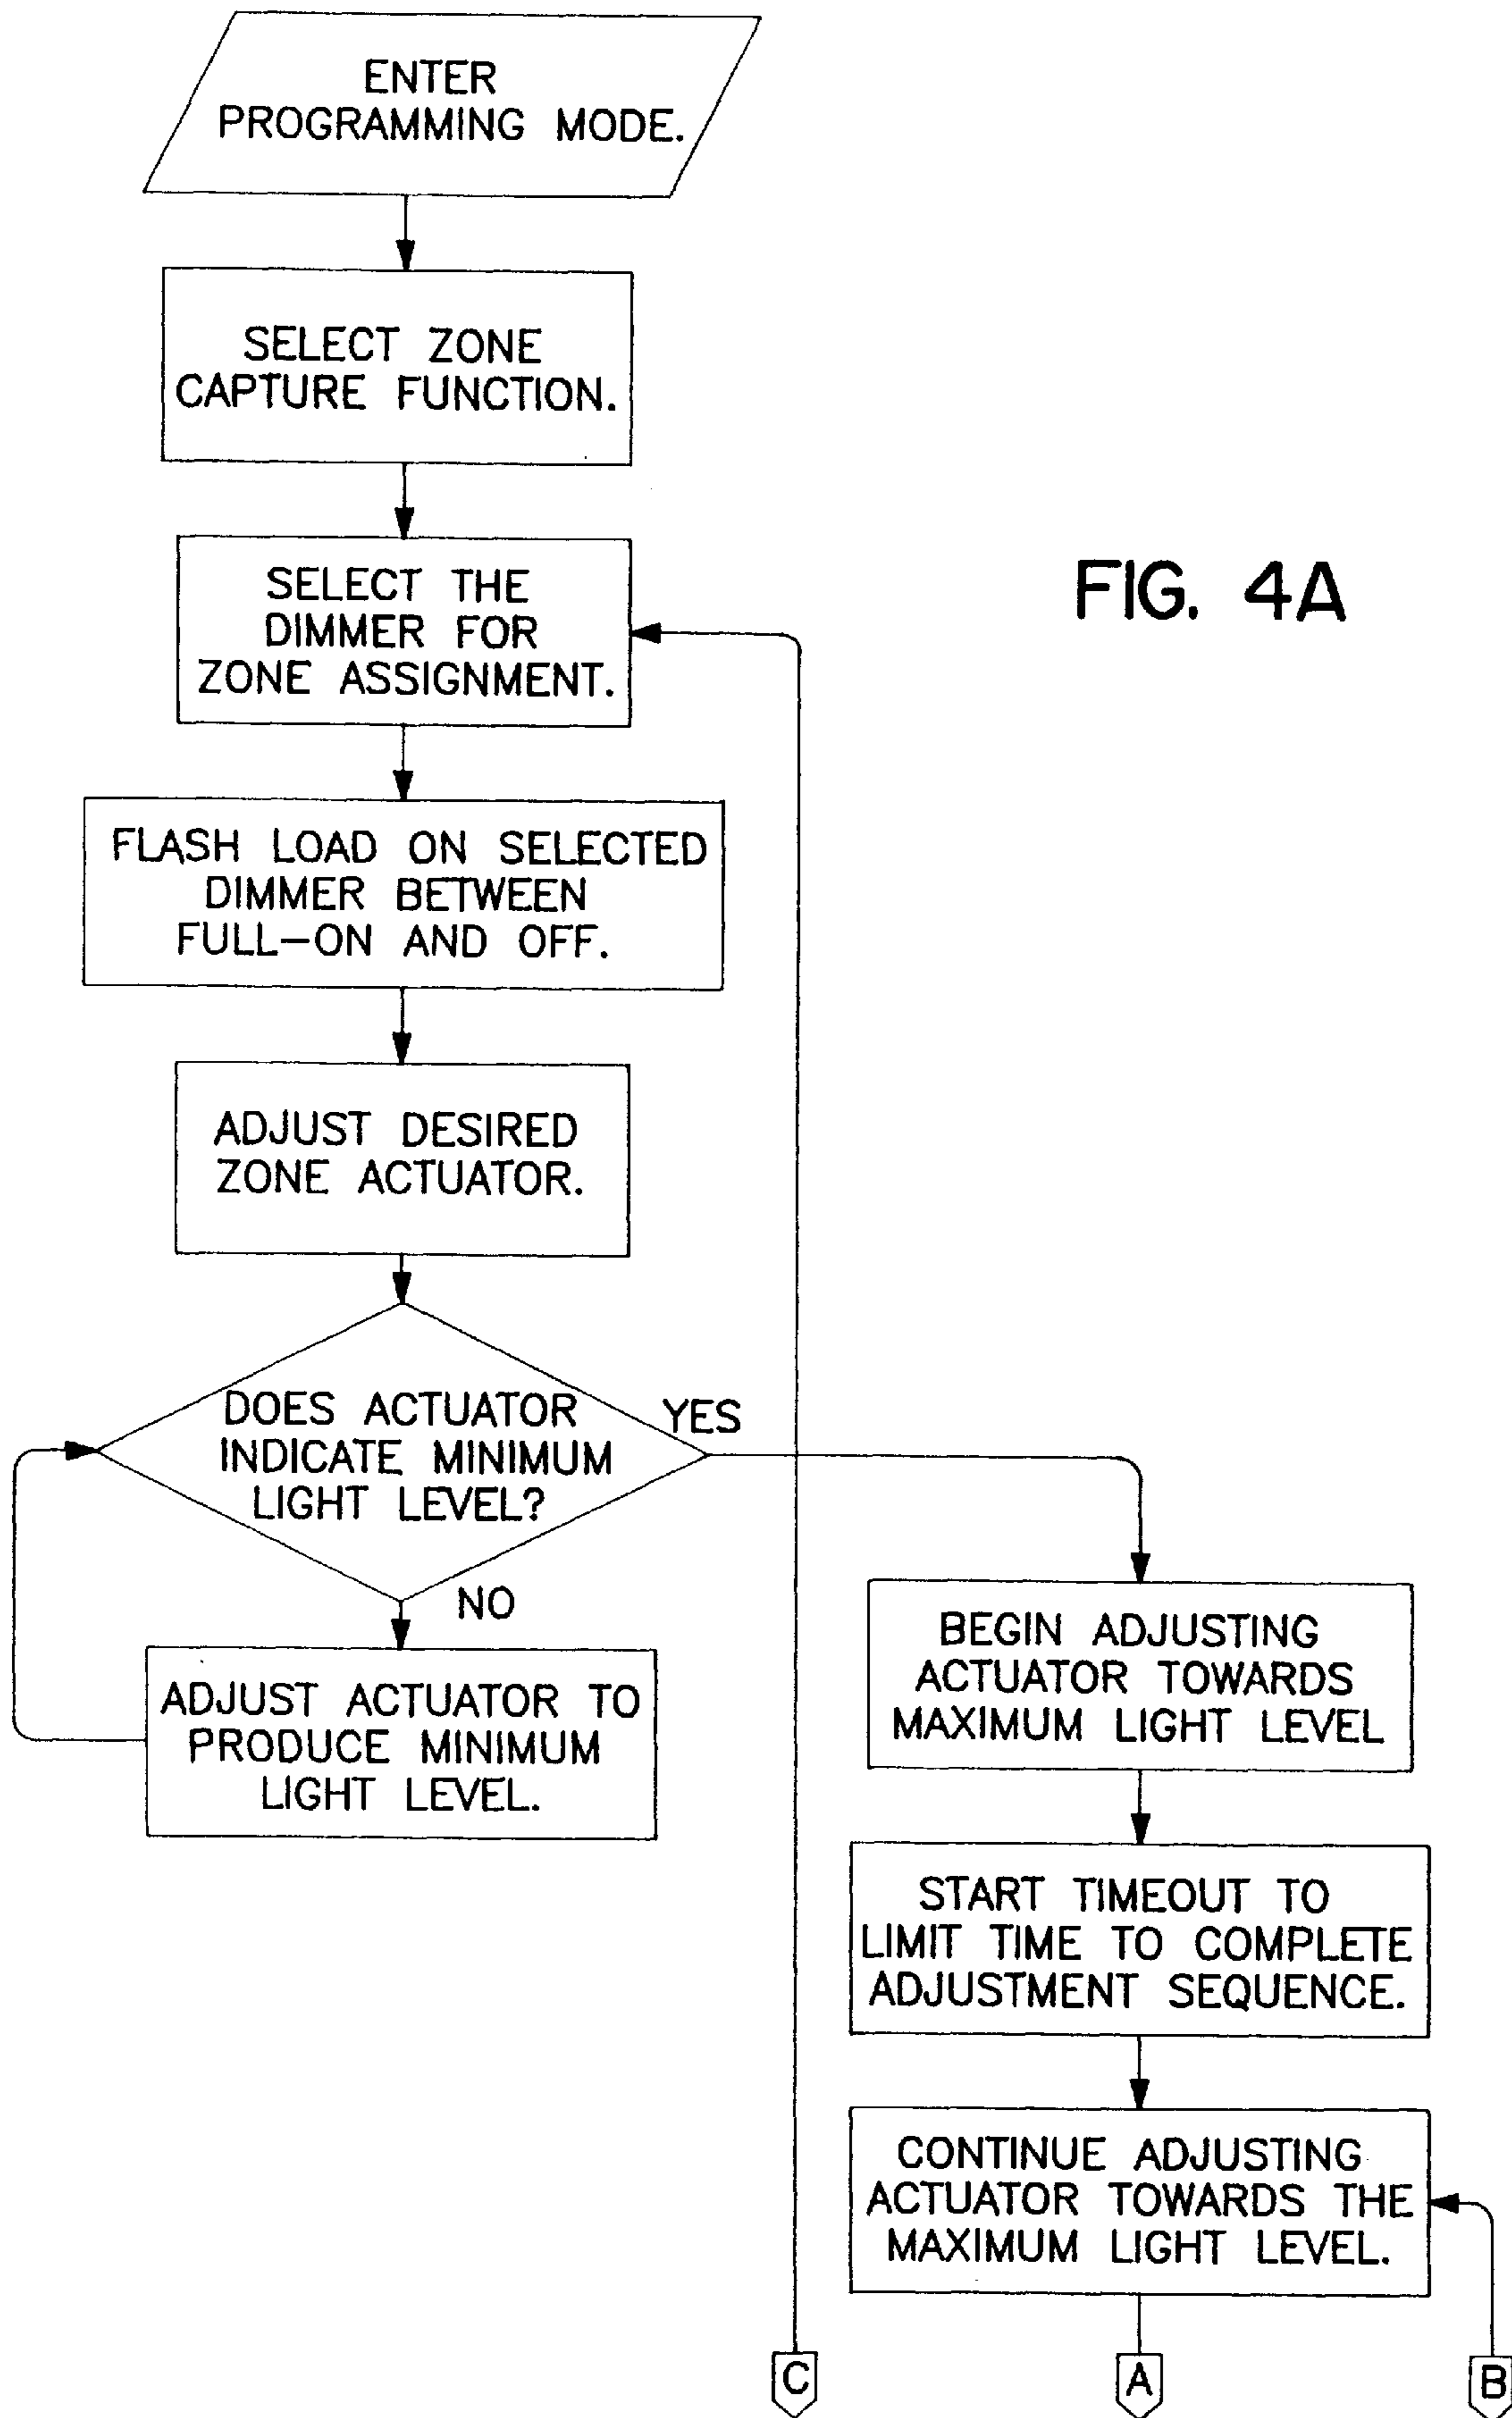 ENTER
PROGRAMMING MODE.
SELECT ZONE
CAPTURE FUNCTION.
SELECT THE
DIMMER FOR
ZONE ASSIGNMENT.
FIG. 4A
FLASH LOAD ON SELECTED
DIMMER BETWEEN
FULL-ON AND OFF.
ADJUST DESIRED
ZONE ACTUATOR.
DOES ACTUATOR
INDICATE MINIMUM
LIGHT LEVEL?
YES
NO
ADJUST ACTUATOR TO
PRODUCE MINIMUM
LIGHT LEVEL.
BEGIN ADJUSTING
ACTUATOR TOWARDS
MAXIMUM LIGHT LEVEL
START TIMEOUT TO
LIMIT TIME TO COMPLETE
ADJUSTMENT SEQUENCE.
CONTINUE ADJUSTING
ACTUATOR TOWARDS THE
MAXIMUM LIGHT LEVEL.
C
A
B